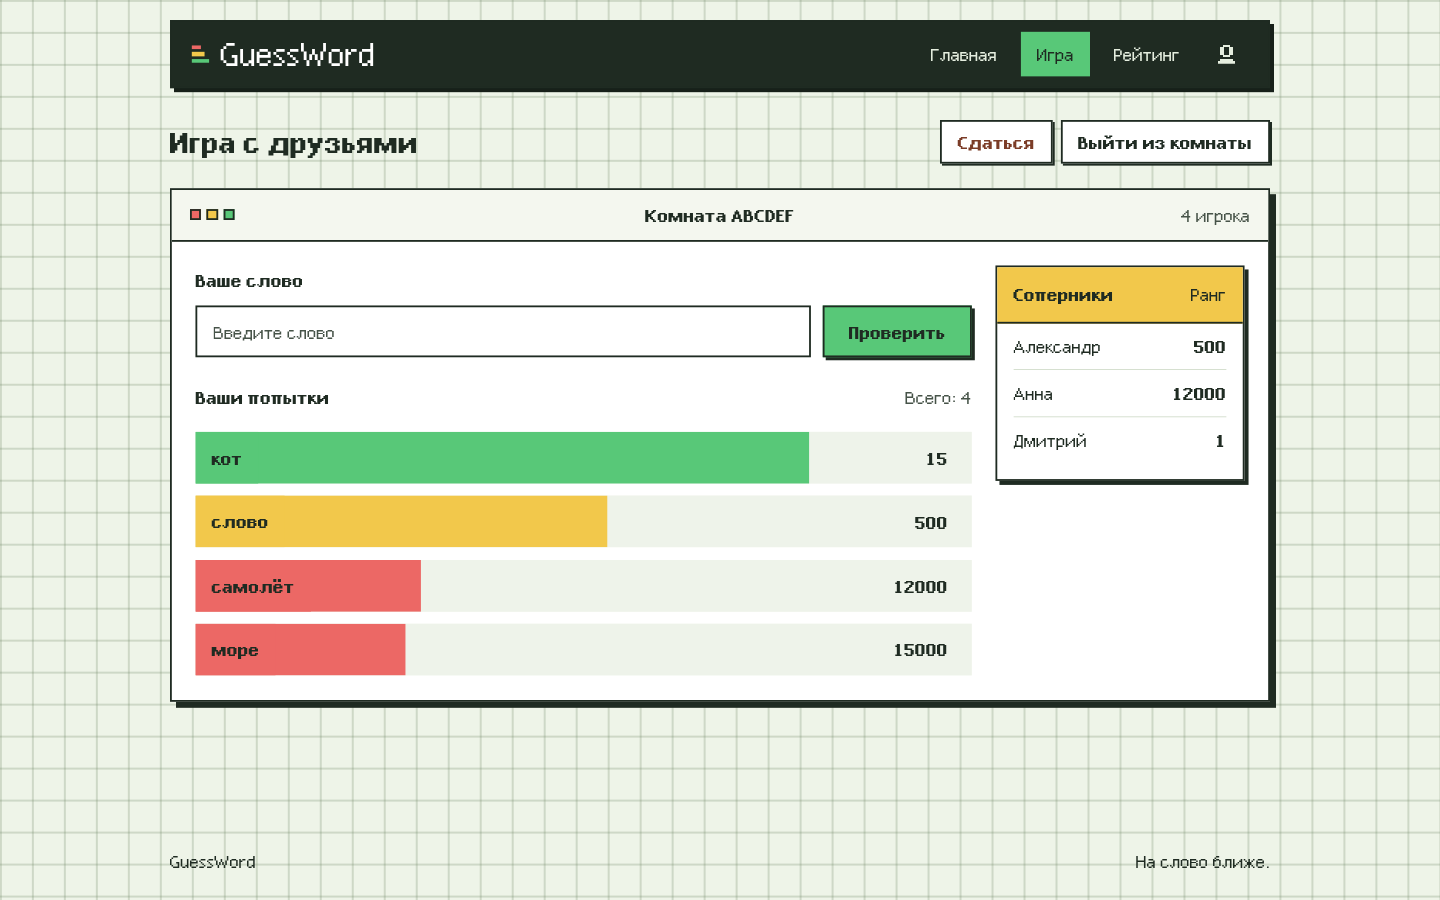 GuessWord
Главная Игра Рейтинг
Игра с друзьями
Сдаться Выйти из комнаты
Комната ABCDEF 4 игрока
Ваше слово
Введите слово Проверить
Ваши попытки Всего: 4
кот 15
слово 500
самолёт 12000
море 15000
Соперники Ранг
Александр 500
Анна 12000
Дмитрий 1
GuessWord На слово ближе.